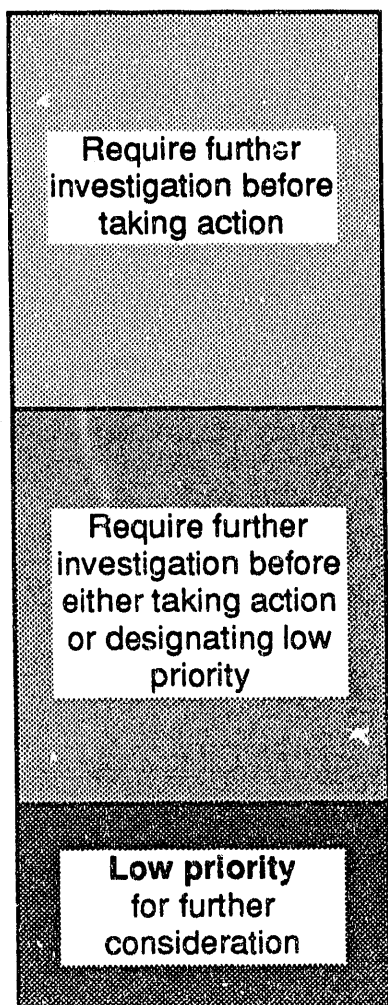 Require further
investigation before
taking action
Require further
investigation before
either taking action
or designating low
priority
Low priority
for further
consideration